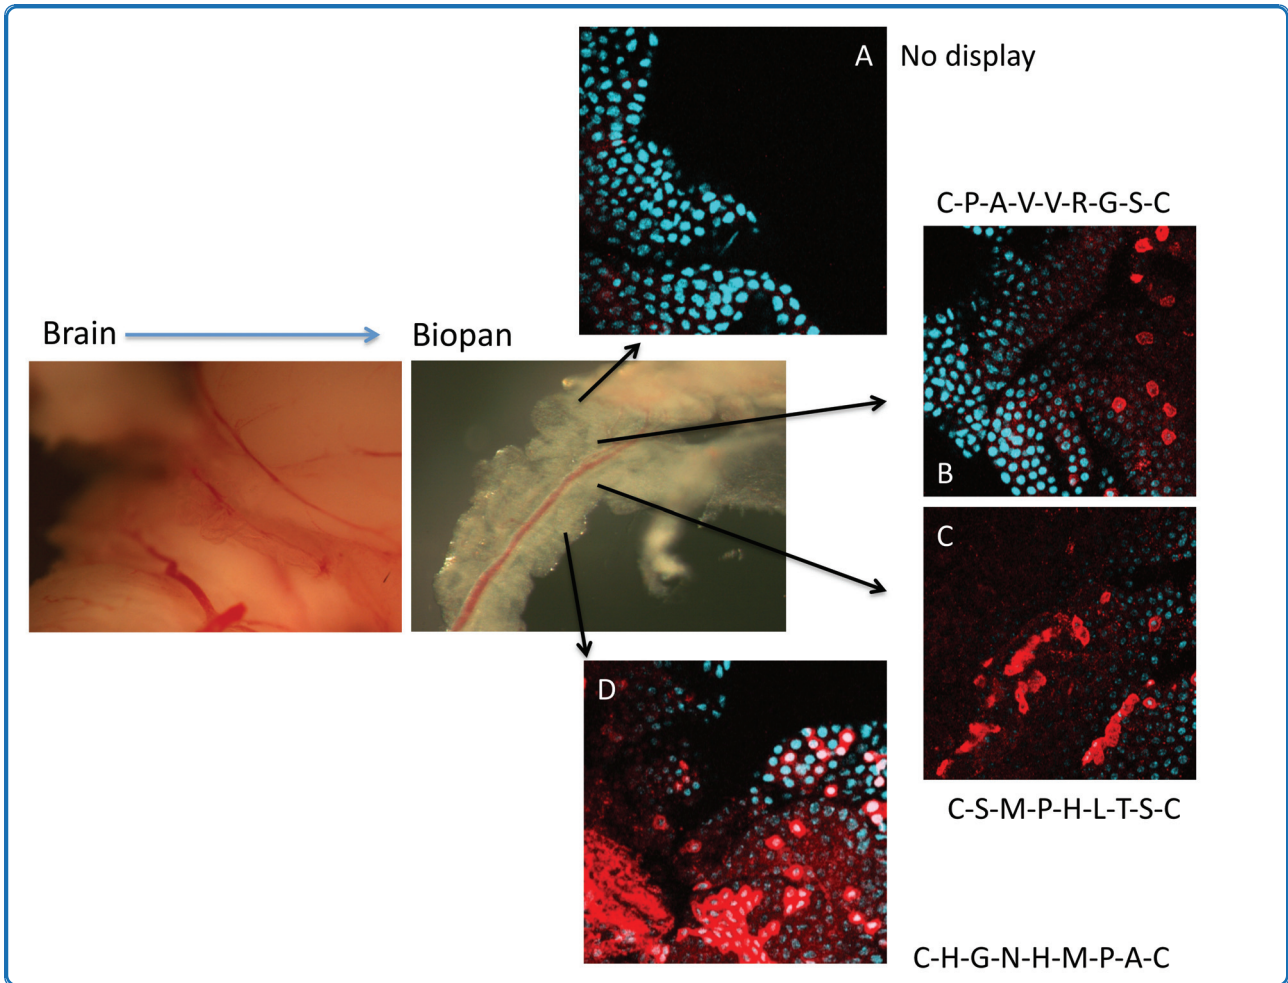 A
No display
C-P-A-V-V-R-G-S-C
Brain
Biopan
B
C
D
C-S-M-P-H-L-T-S-C
C-H-G-N-H-M-P-A-C